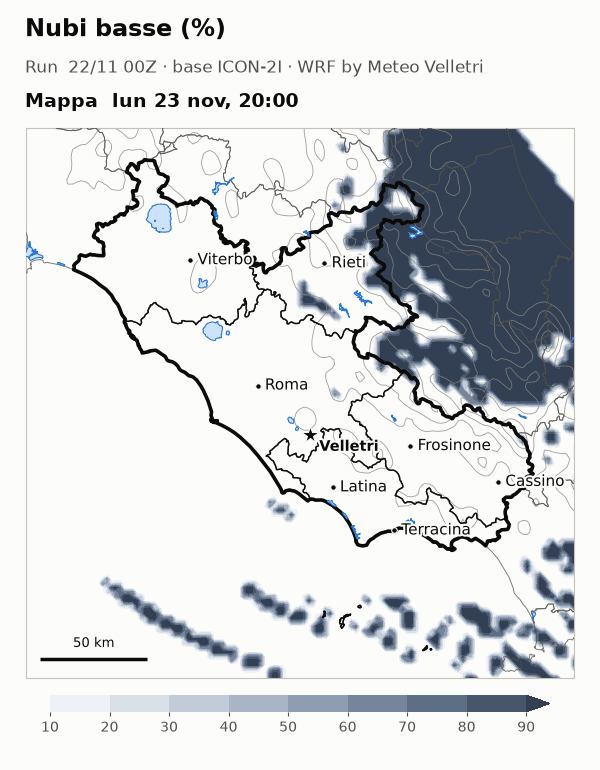 Nubi basse (%)
Run  22/11 00Z · base ICON-2I · WRF by Meteo Velletri
Mappa  lun 23 nov, 20:00
Viterbo
Rieti
Roma
Velletri
Frosinone
Cassino
Latina
Terracina
50 km
10 20 30 40 50 60 70 80 90